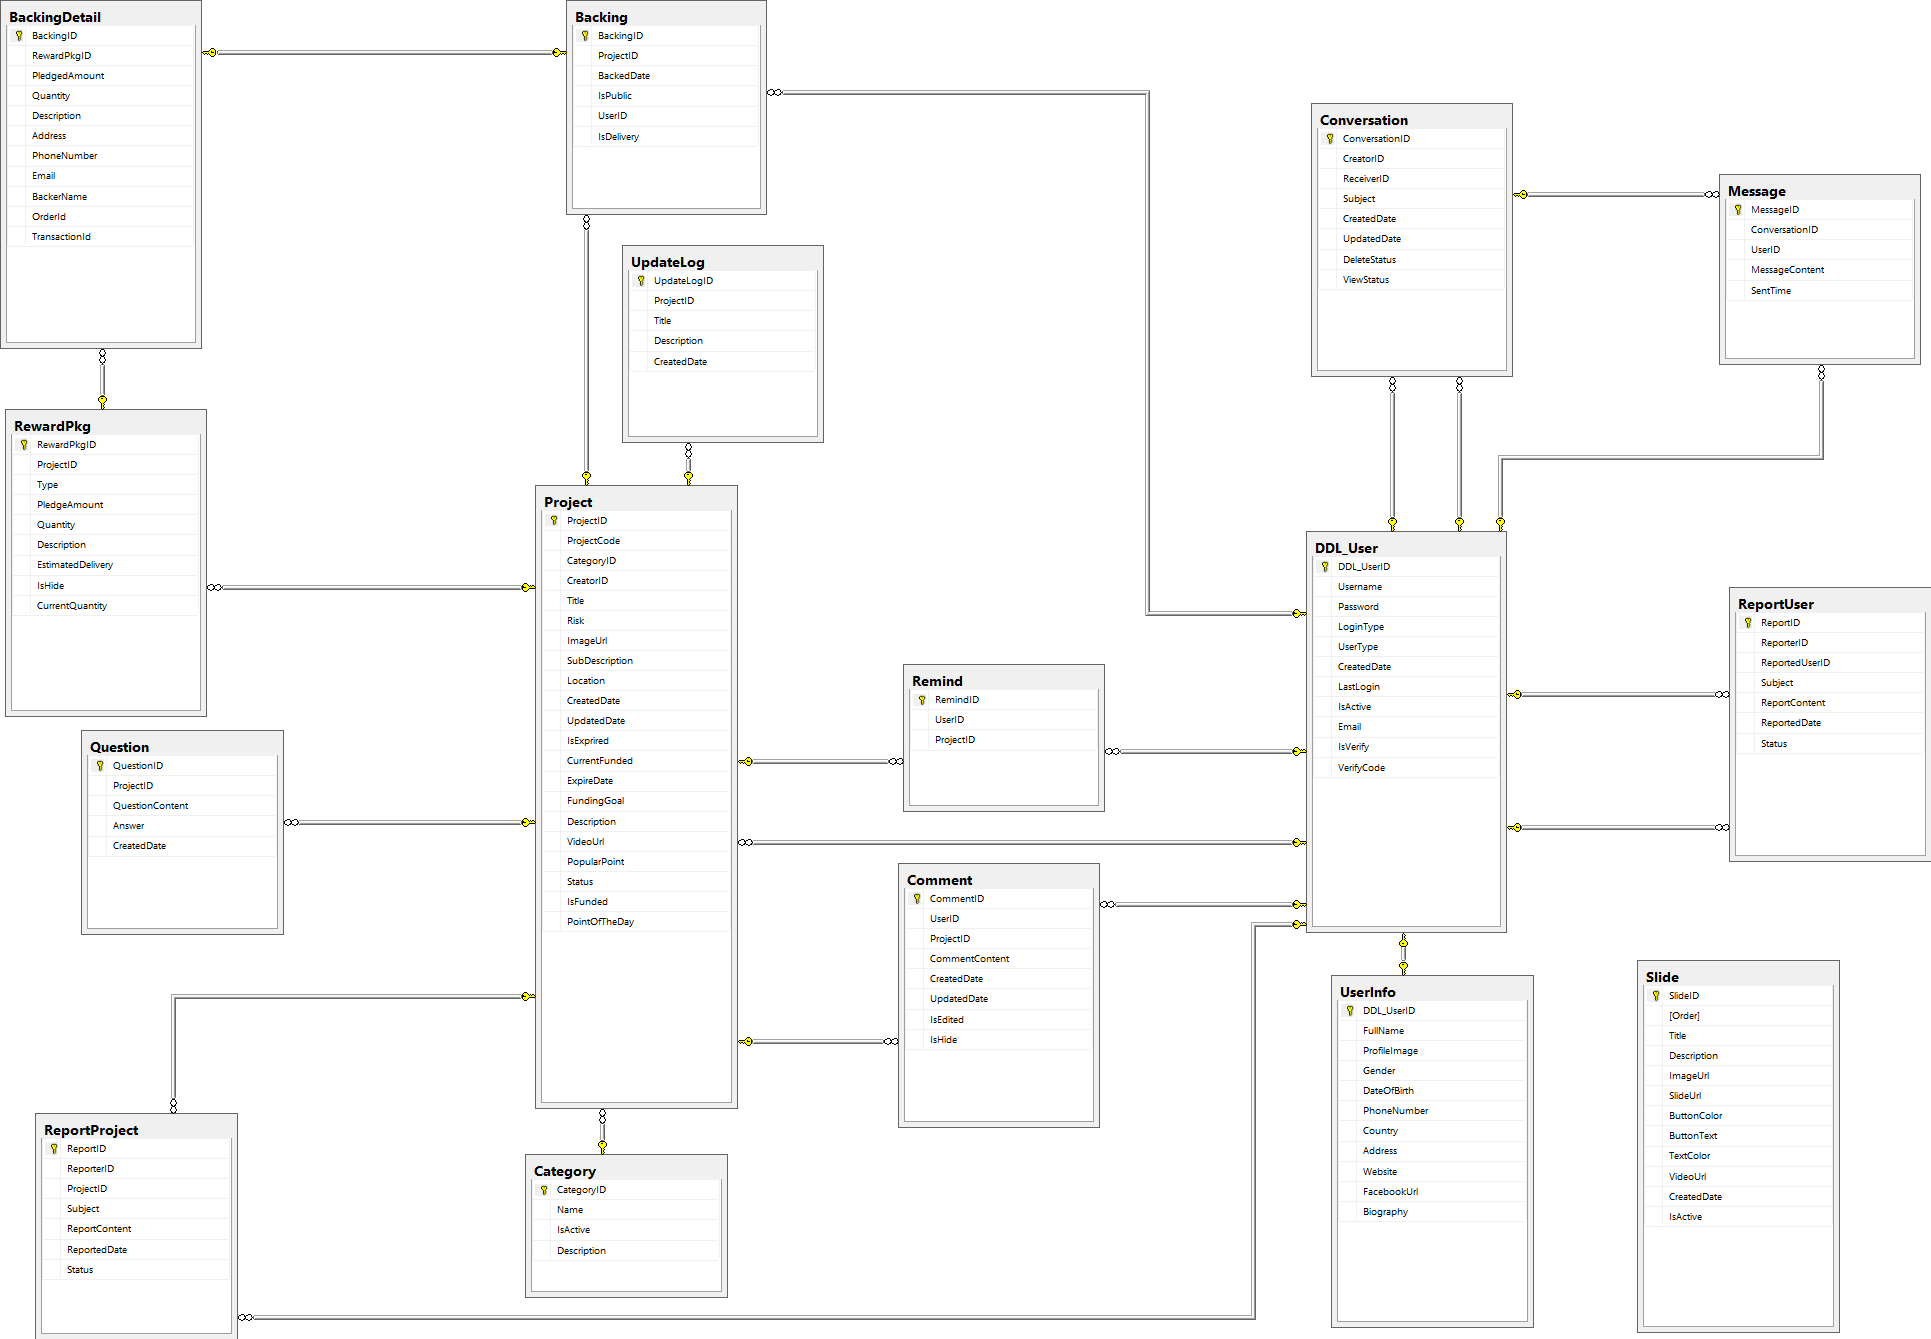 BackingDetail
BackingID
RewardPkgID
PledgedAmount
Quantity
Description
Address
PhoneNumber
Email
BackerName
OrderId
TransactionId
Backing
BackingID
ProjectID
BackedDate
IsPublic
UserID
IsDelivery
UpdateLog
UpdateLogID
ProjectID
Title
Description
CreatedDate
Conversation
ConversationID
CreatorID
ReceiverID
Subject
CreatedDate
UpdatedDate
DeleteStatus
ViewStatus
Message
MessageID
ConversationID
UserID
MessageContent
SentTime
RewardPkg
RewardPkgID
ProjectID
Type
PledgeAmount
Quantity
Description
EstimatedDelivery
IsHide
CurrentQuantity
Project
ProjectID
ProjectCode
CategoryID
CreatorID
Title
Risk
ImageUrl
SubDescription
Location
CreatedDate
UpdatedDate
IsExprired
CurrentFunded
ExpireDate
FundingGoal
Description
VideoUrl
PopularPoint
Status
IsFunded
PointOfTheDay
DDL_User
DDL_UserID
Username
Password
LoginType
UserType
CreatedDate
LastLogin
IsActive
Email
IsVerify
VerifyCode
ReportUser
ReportID
ReporterID
ReportedUserID
Subject
ReportContent
ReportedDate
Status
Remind
RemindID
UserID
ProjectID
Question
QuestionID
ProjectID
QuestionContent
Answer
CreatedDate
Comment
CommentID
UserID
ProjectID
CommentContent
CreatedDate
UpdatedDate
IsEdited
IsHide
UserInfo
DDL_UserID
FullName
ProfileImage
Gender
DateOfBirth
PhoneNumber
Country
Address
Website
FacebookUrl
Biography
Slide
SlideID
[Order]
Title
Description
ImageUrl
SlideUrl
ButtonColor
ButtonText
TextColor
VideoUrl
CreatedDate
IsActive
ReportProject
ReportID
ReporterID
ProjectID
Subject
ReportContent
ReportedDate
Status
Category
CategoryID
Name
IsActive
Description